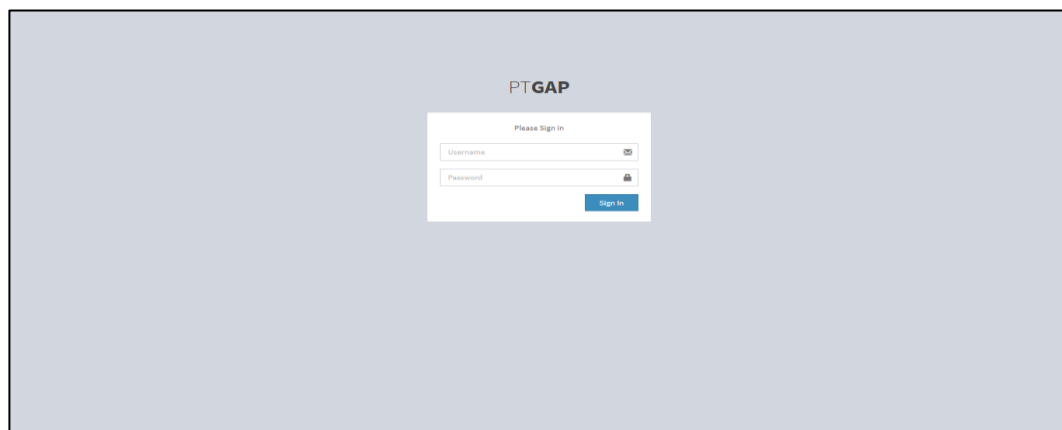 PTGAP
Please Sign In
Username
Password
Sign In